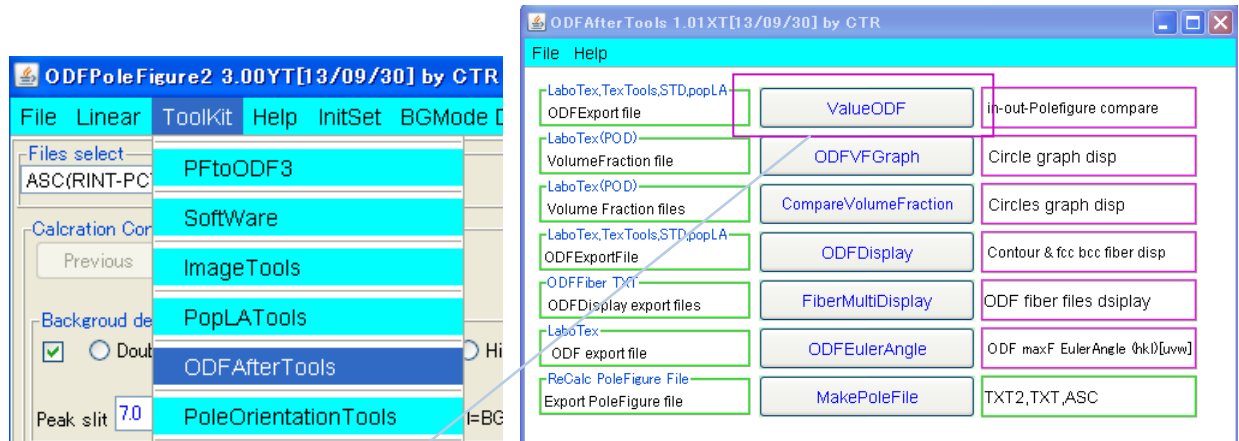 ODFPoleFigure2 3.00YT[13/09/30] by CTR
File Linear ToolKit Help InitSet BGMode
Files select
ASC(RINT-PC
PFtoODF3
SoftWare
Calcration Cor
Previous
ImageTools
PopLATools
Backgroud de
Doub
ODFAfterTools
Hi
Peak slit 7.0
PoleOrientationTools
=BG
ODFAfterTools 1.01XT[13/09/30] by CTR
File Help
LaboTex,TexTools,STD,popLA
ODFExport file
ValueODF
in-out-Polefigure compare
LaboTex(POD)
VolumeFraction file
ODFVFGraph
Circle graph disp
LaboTex(POD)
Volume Fraction files
CompareVolumeFraction
Circles graph disp
LaboTex,TexTools,STD,popLA
ODFExportFile
ODFDisplay
Contour & fcc bcc fiber disp
ODFFiber TXT
ODFDisplay export files
FiberMultiDisplay
ODF fiber files dsiplay
LaboTex
ODF export file
ODFEulerAngle
ODF maxF EulerAngle (hkl)[uvw]
ReCalc PoleFigure File
Export PoleFigure file
MakePoleFile
TXT2,TXT,ASC